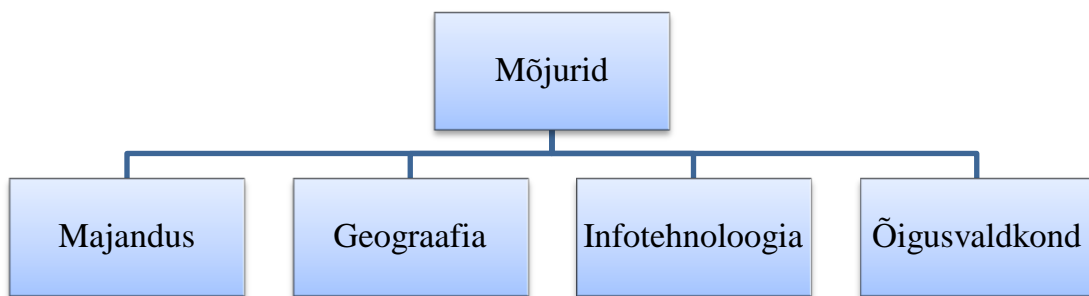 Mõjurid
Majandus
Geograafia
Infotehnoloogia
Õigusvaldkond